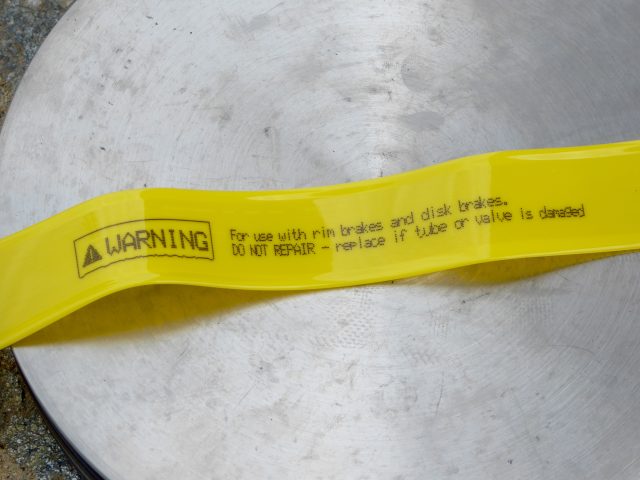 WARNING
For use with rim brakes and disk brakes.
DO NOT REPAIR - replace if tube or valve is damaged